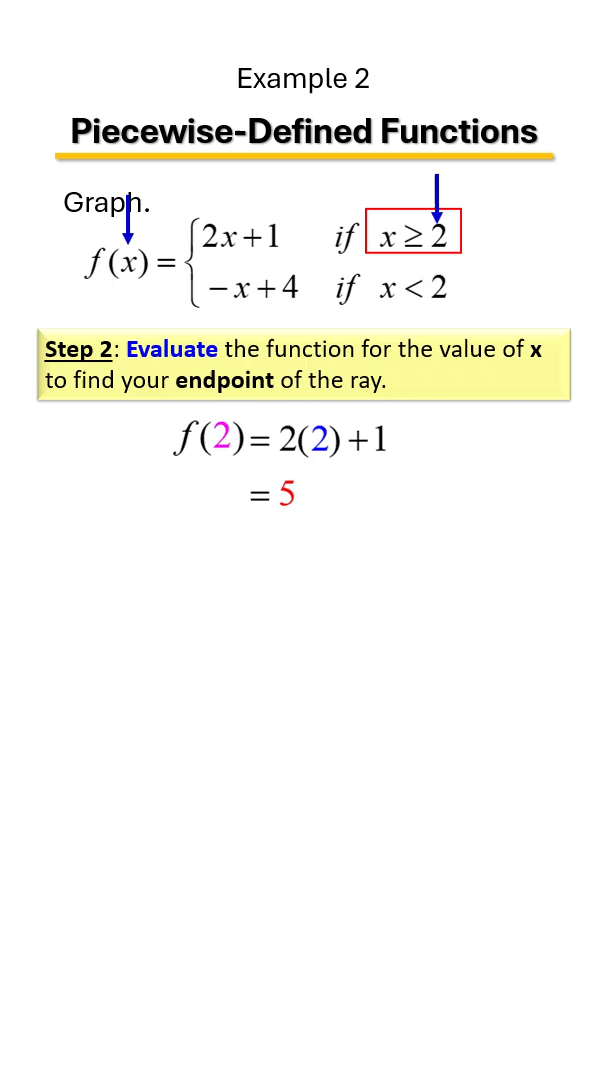 Example 2
Piecewise-Defined Functions
Graph.
f(x) = { 2x+1 if x ≥ 2
−x+4 if x < 2
Step 2: Evaluate the function for the value of x
to find your endpoint of the ray.
f(2) = 2(2)+1
= 5